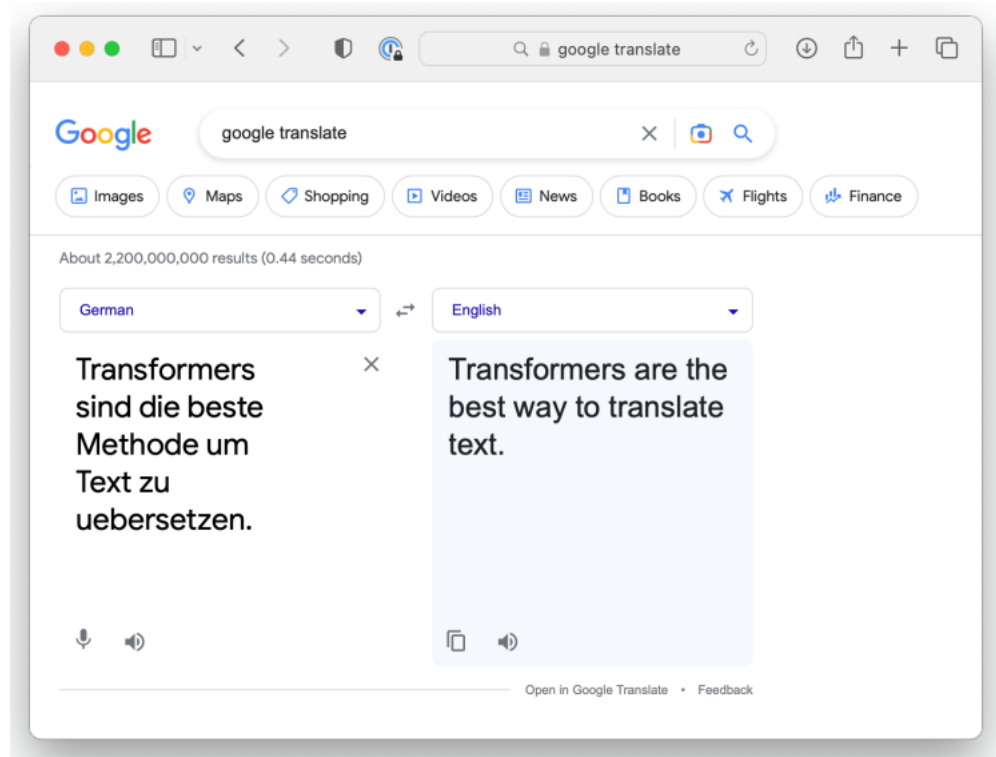 google translate
Google
google translate
Images Maps Shopping Videos News Books Flights Finance
About 2,200,000,000 results (0.44 seconds)
German
English
Transformers
sind die beste
Methode um
Text zu
uebersetzen.
Transformers are the
best way to translate
text.
Open in Google Translate • Feedback